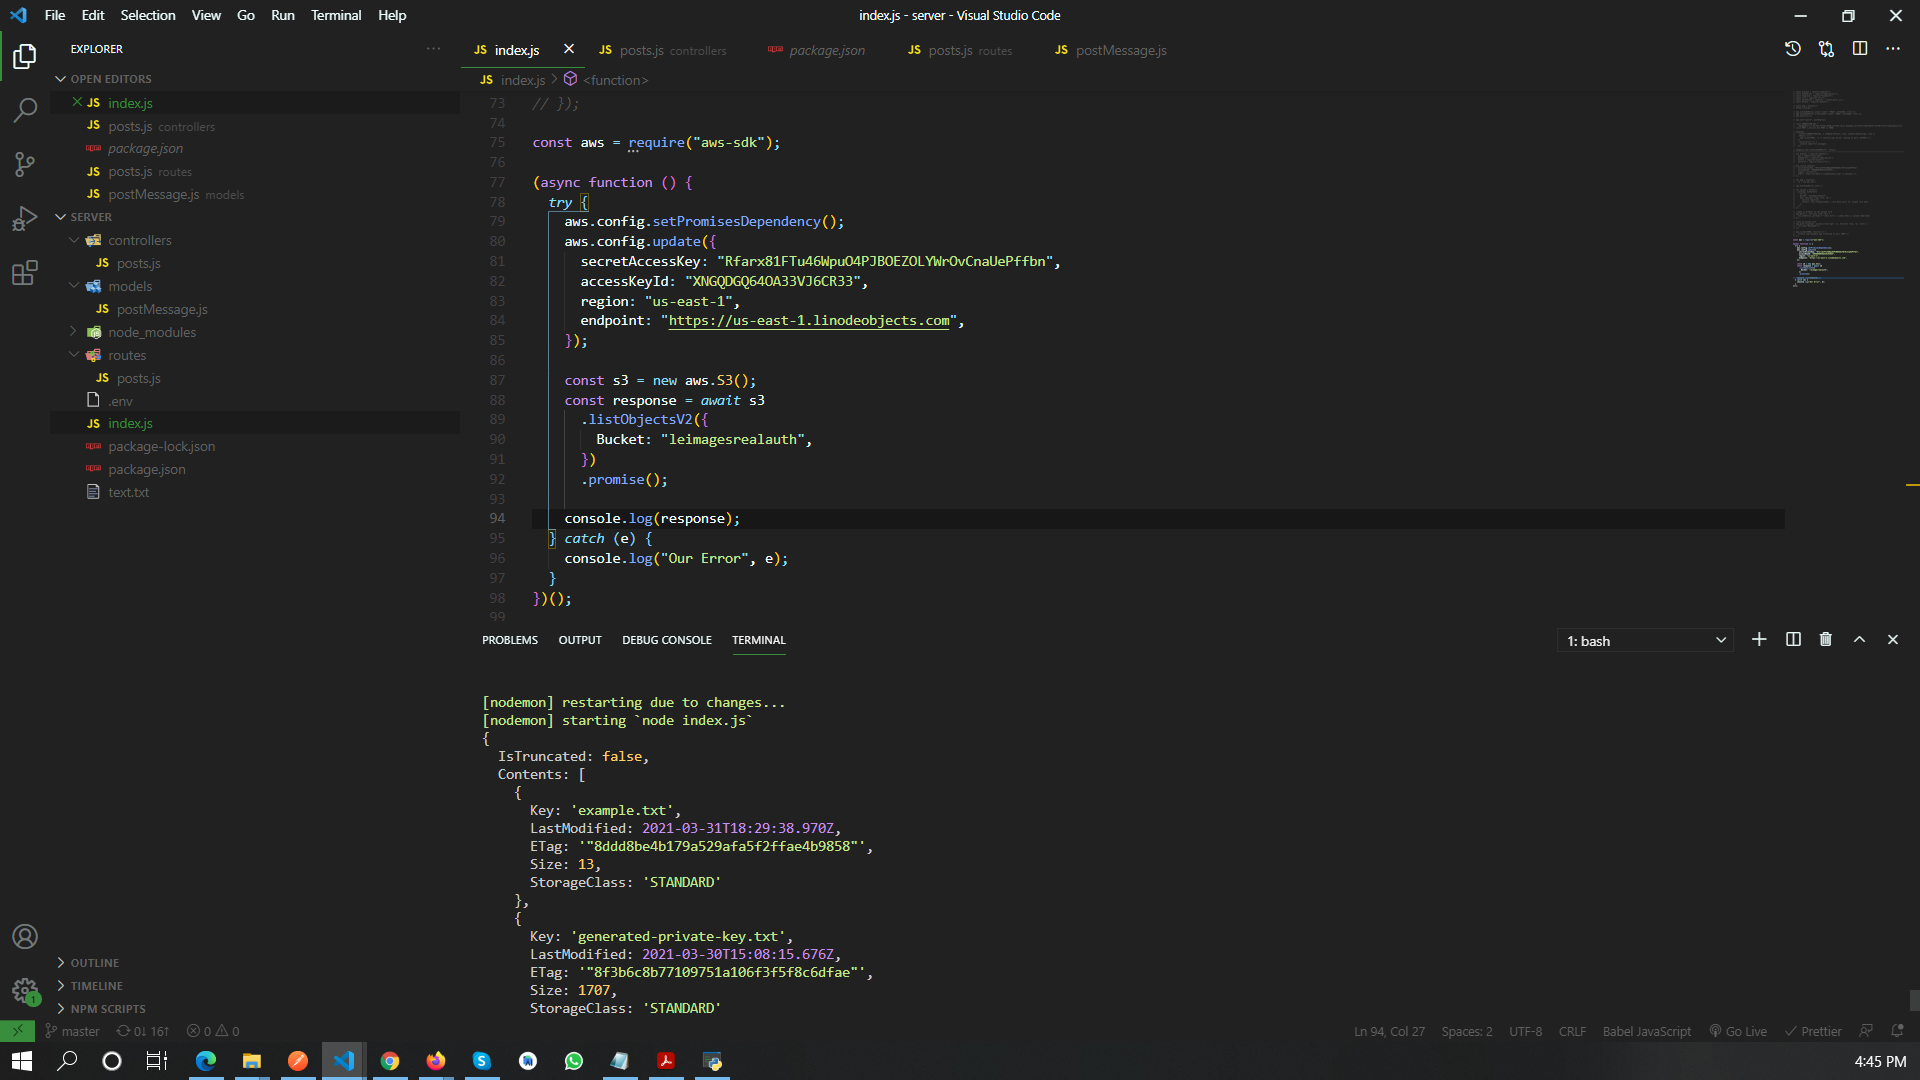 File Edit Selection View Go Run Terminal Help
index.js - server - Visual Studio Code
EXPLORER
OPEN EDITORS
index.js
posts.js controllers
package.json
posts.js routes
postMessage.js models
SERVER
controllers
posts.js
models
postMessage.js
node_modules
routes
posts.js
.env
index.js
package-lock.json
package.json
text.txt
OUTLINE
TIMELINE
NPM SCRIPTS
index.js posts.js controllers package.json posts.js routes postMessage.js
index.js > <function>
73 // });
74
75 const aws = require("aws-sdk");
76
77 (async function () {
78 try {
79 aws.config.setPromisesDependency();
80 aws.config.update({
81 secretAccessKey: "Rfarx81FTu46WpuO4PJBOEZOLYWrOvCnaUePffbn",
82 accessKeyId: "XNGQDGQ64OA33VJ6CR33",
83 region: "us-east-1",
84 endpoint: "https://us-east-1.linodeobjects.com",
85 });
86
87 const s3 = new aws.S3();
88 const response = await s3
89 .listObjectsV2({
90 Bucket: "leimagesrealauth",
91 })
92 .promise();
93
94 console.log(response);
95 } catch (e) {
96 console.log("Our Error", e);
97 }
98 })();
99
PROBLEMS OUTPUT DEBUG CONSOLE TERMINAL
1: bash
[nodemon] restarting due to changes...
[nodemon] starting `node index.js`
{
IsTruncated: false,
Contents: [
{
Key: 'example.txt',
LastModified: 2021-03-31T18:29:38.970Z,
ETag: '"8ddd8be4b179a529afa5f2ffae4b9858"',
Size: 13,
StorageClass: 'STANDARD'
},
{
Key: 'generated-private-key.txt',
LastModified: 2021-03-30T15:08:15.676Z,
ETag: '"8f3b6c8b77109751a106f3f5f8c6dfae"',
Size: 1707,
StorageClass: 'STANDARD'
1
master 0↓ 16↑ 0 0
Ln 94, Col 27 Spaces: 2 UTF-8 CRLF Babel JavaScript Go Live Prettier
4:45 PM